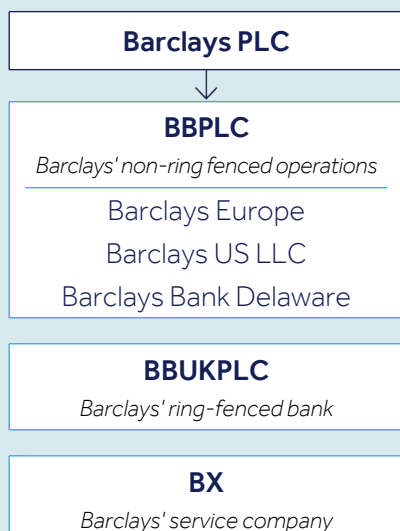 Barclays PLC
BBPLC
Barclays' non-ring fenced operations
Barclays Europe
Barclays US LLC
Barclays Bank Delaware
BBUKPLC
Barclays' ring-fenced bank
BX
Barclays' service company